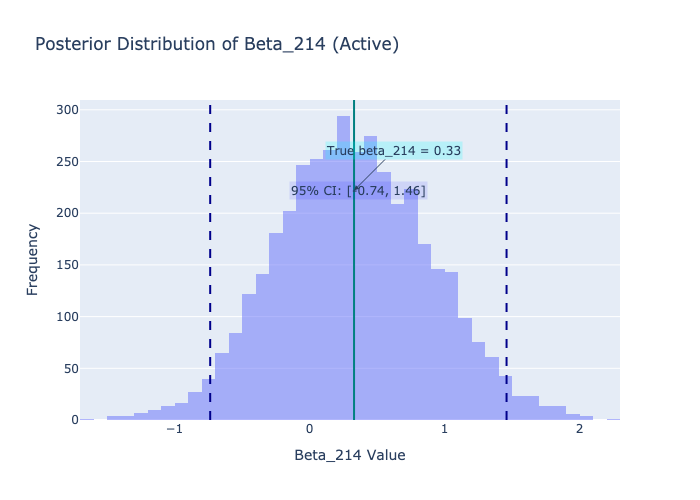 Posterior Distribution of Beta_214 (Active)
300
250
200
150
100
50
0
Frequency
True beta_214 = 0.33
95% CI: [-0.74, 1.46]
−1
0
1
2
Beta_214 Value